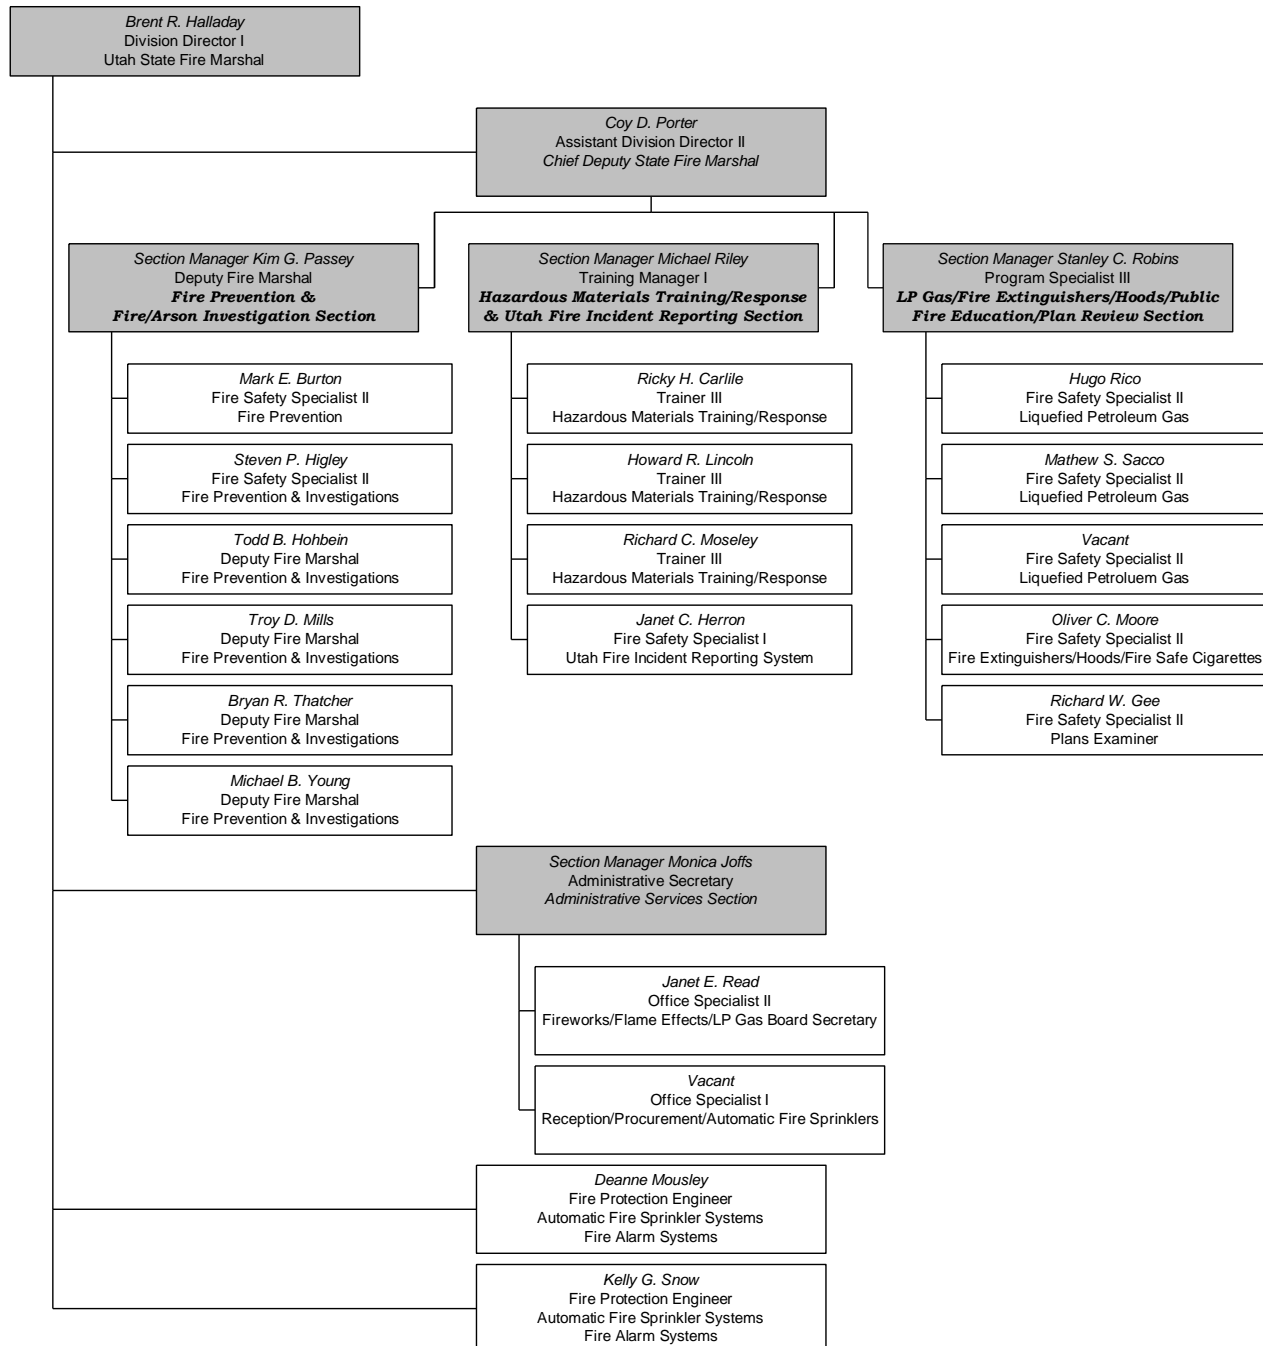 Brent R. Halladay
Division Director I
Utah State Fire Marshal
Coy D. Porter
Assistant Division Director II
Chief Deputy State Fire Marshal
Section Manager Kim G. Passey
Deputy Fire Marshal
Fire Prevention &
Fire/Arson Investigation Section
Mark E. Burton
Fire Safety Specialist II
Fire Prevention
Steven P. Higley
Fire Safety Specialist II
Fire Prevention & Investigations
Todd B. Hohbein
Deputy Fire Marshal
Fire Prevention & Investigations
Troy D. Mills
Deputy Fire Marshal
Fire Prevention & Investigations
Bryan R. Thatcher
Deputy Fire Marshal
Fire Prevention & Investigations
Michael B. Young
Deputy Fire Marshal
Fire Prevention & Investigations
Section Manager Michael Riley
Training Manager I
Hazardous Materials Training/Response
& Utah Fire Incident Reporting Section
Ricky H. Carlile
Trainer III
Hazardous Materials Training/Response
Howard R. Lincoln
Trainer III
Hazardous Materials Training/Response
Richard C. Moseley
Trainer III
Hazardous Materials Training/Response
Janet C. Herron
Fire Safety Specialist I
Utah Fire Incident Reporting System
Section Manager Stanley C. Robins
Program Specialist III
LP Gas/Fire Extinguishers/Hoods/Public
Fire Education/Plan Review Section
Hugo Rico
Fire Safety Specialist II
Liquefied Petroleum Gas
Mathew S. Sacco
Fire Safety Specialist II
Liquefied Petroleum Gas
Vacant
Fire Safety Specialist II
Liquefied Petroluem Gas
Oliver C. Moore
Fire Safety Specialist II
Fire Extinguishers/Hoods/Fire Safe Cigarettes
Richard W. Gee
Fire Safety Specialist II
Plans Examiner
Section Manager Monica Joffs
Administrative Secretary
Administrative Services Section
Janet E. Read
Office Specialist II
Fireworks/Flame Effects/LP Gas Board Secretary
Vacant
Office Specialist I
Reception/Procurement/Automatic Fire Sprinklers
Deanne Mousley
Fire Protection Engineer
Automatic Fire Sprinkler Systems
Fire Alarm Systems
Kelly G. Snow
Fire Protection Engineer
Automatic Fire Sprinkler Systems
Fire Alarm Systems